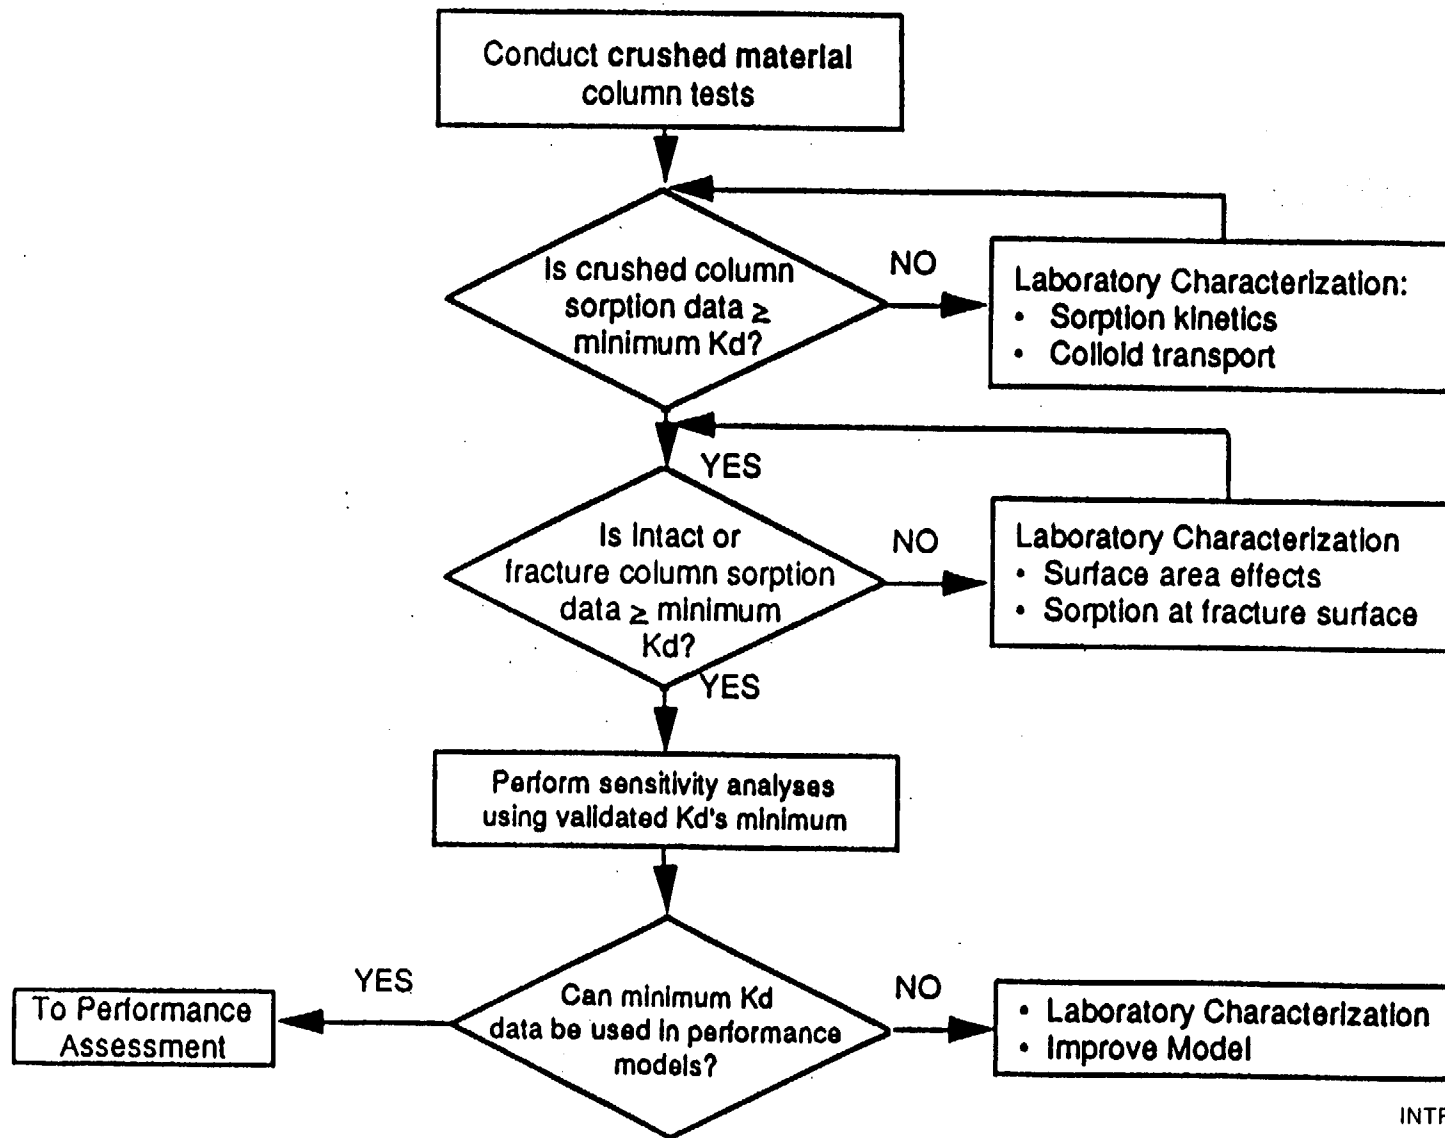 Conduct crushed material
column tests
Is crushed column
sorption data ≥
minimum Kd?
NO
Laboratory Characterization:
• Sorption kinetics
• Colloid transport
YES
Is Intact or
fracture column sorption
data ≥ minimum
Kd?
NO
Laboratory Characterization
• Surface area effects
• Sorption at fracture surface
YES
Perform sensitivity analyses
using validated Kd's minimum
Can minimum Kd
data be used in performance
models?
YES
To Performance
Assessment
NO
• Laboratory Characterization
• Improve Model